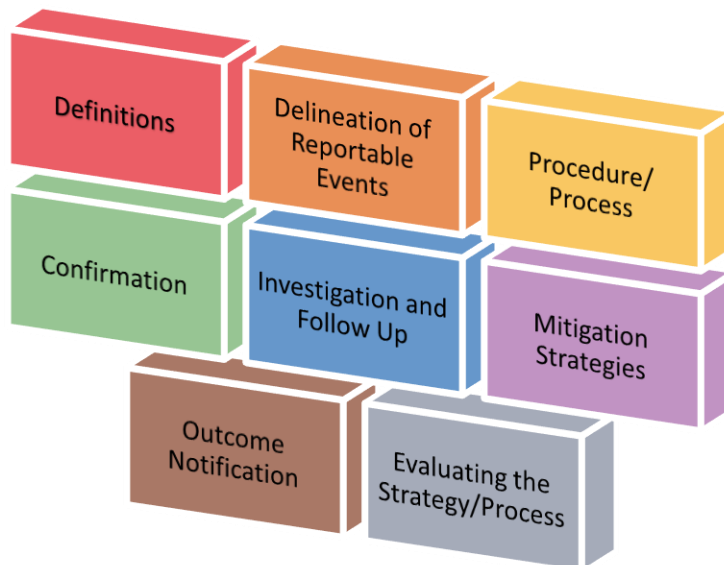 Definitions
Delineation of
Reportable
Events
Procedure/
Process
Confirmation
Investigation and
Follow Up
Mitigation
Strategies
Outcome
Notification
Evaluating the
Strategy/Process